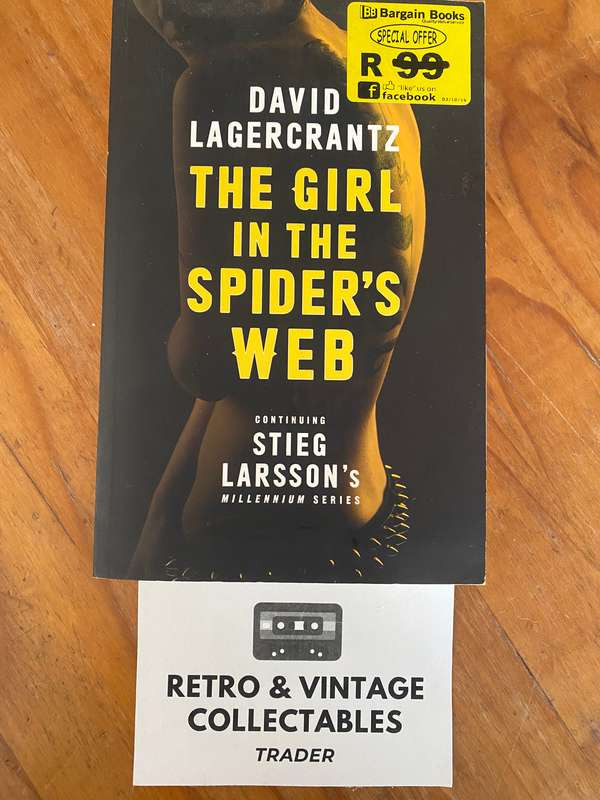 BB Bargain Books
SPECIAL OFFER
R 99
f "like" us on
facebook
DAVID
LAGERCRANTZ
THE GIRL
IN THE
SPIDER'S
WEB
CONTINUING
STIEG
LARSSON's
MILLENNIUM SERIES
RETRO & VINTAGE
COLLECTABLES
TRADER